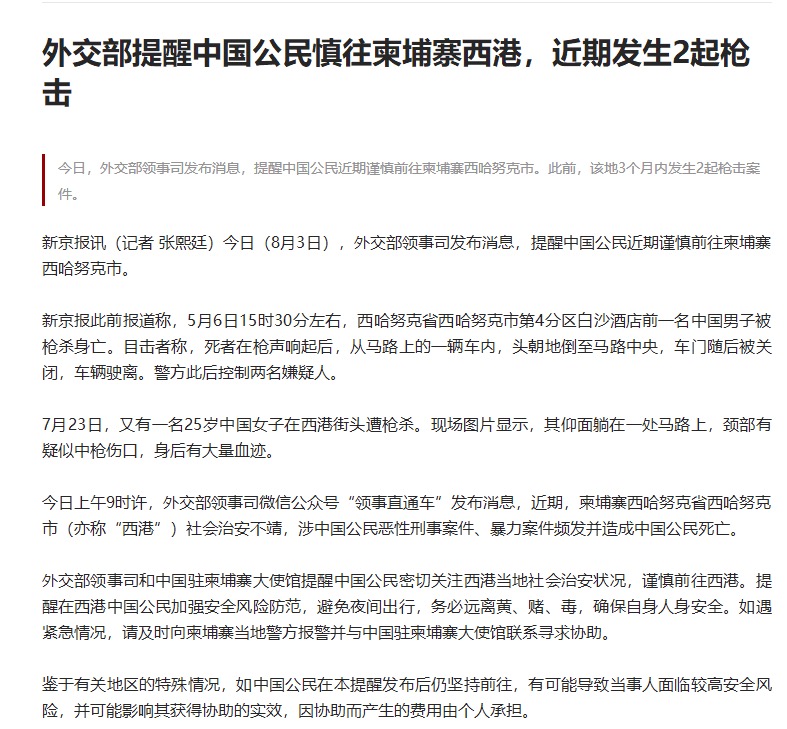 外交部提醒中国公民慎往柬埔寨西港，近期发生2起枪
击
今日，外交部领事司发布消息，提醒中国公民近期谨慎前往柬埔寨西哈努克市。此前，该地3个月内发生2起枪击案
件。
新京报讯（记者 张熙廷）今日（8月3日），外交部领事司发布消息，提醒中国公民近期谨慎前往柬埔寨
西哈努克市。
新京报此前报道称，5月6日15时30分左右，西哈努克省西哈努克市第4分区白沙酒店前一名中国男子被
枪杀身亡。目击者称，死者在枪声响起后，从马路上的一辆车内，头朝地倒至马路中央，车门随后被关
闭，车辆驶离。警方此后控制两名嫌疑人。
7月23日，又有一名25岁中国女子在西港街头遭枪杀。现场图片显示，其仰面躺在一处马路上，颈部有
疑似中枪伤口，身后有大量血迹。
今日上午9时许，外交部领事司微信公众号“领事直通车”发布消息，近期，柬埔寨西哈努克省西哈努克
市（亦称“西港”）社会治安不靖，涉中国公民恶性刑事案件、暴力案件频发并造成中国公民死亡。
外交部领事司和中国驻柬埔寨大使馆提醒中国公民密切关注西港当地社会治安状况，谨慎前往西港。提
醒在西港中国公民加强安全风险防范，避免夜间出行，务必远离黄、赌、毒，确保自身人身安全。如遇
紧急情况，请及时向柬埔寨当地警方报警并与中国驻柬埔寨大使馆联系寻求协助。
鉴于有关地区的特殊情况，如中国公民在本提醒发布后仍坚持前往，有可能导致当事人面临较高安全风
险，并可能影响其获得协助的实效，因协助而产生的费用由个人承担。